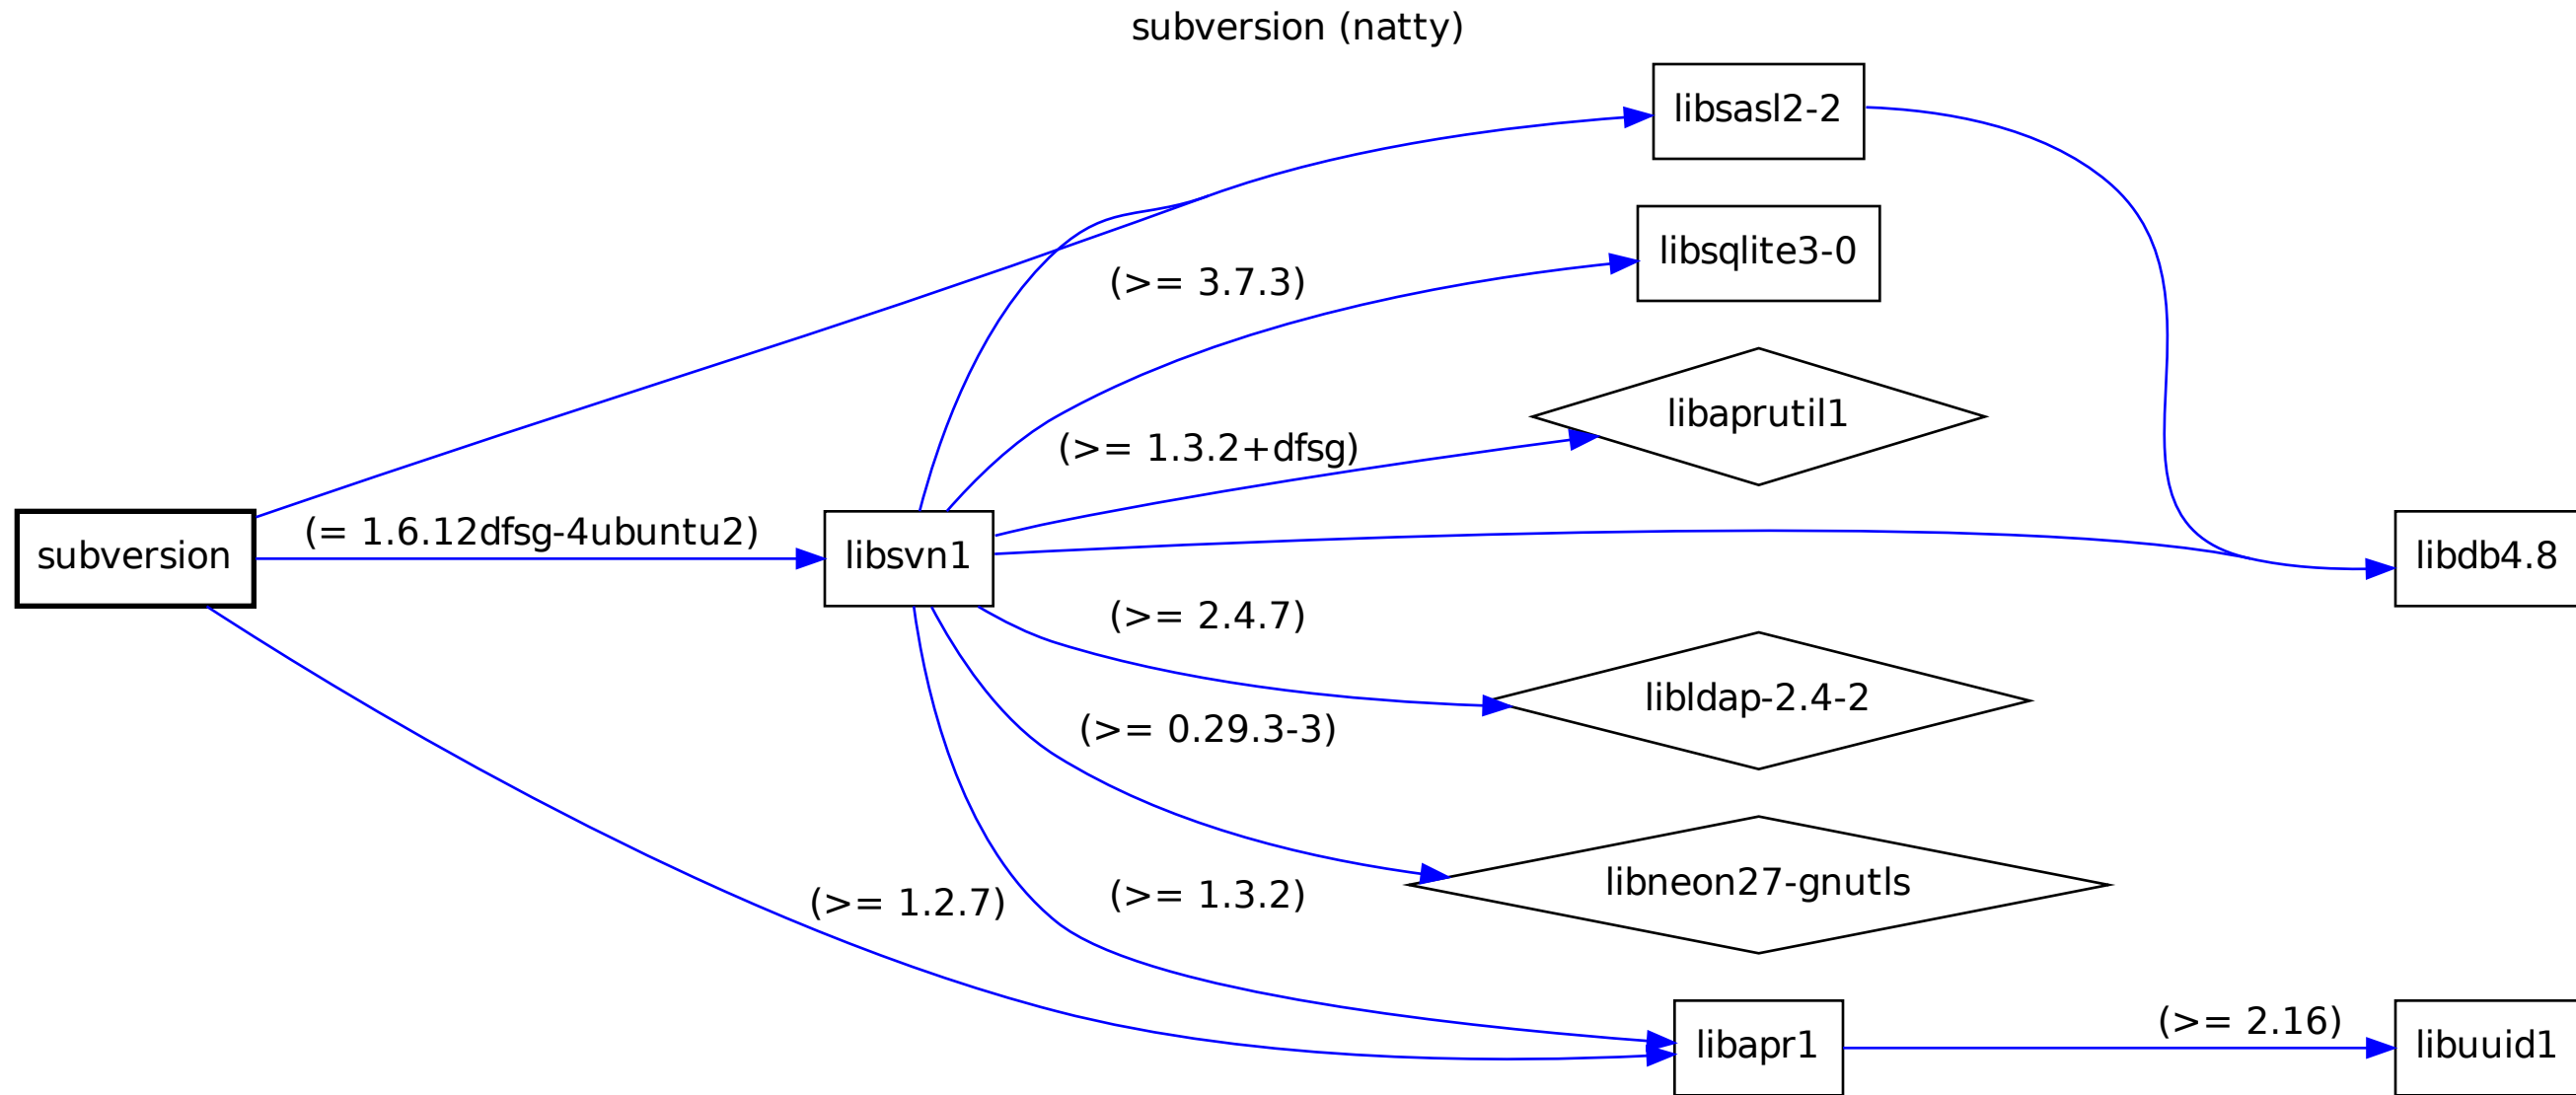 subversion (natty)
libsasl2-2
libsqlite3-0
(>= 3.7.3)
libaprutil1
(>= 1.3.2+dfsg)
subversion
(= 1.6.12dfsg-4ubuntu2)
libsvn1
libdb4.8
(>= 2.4.7)
libldap-2.4-2
(>= 0.29.3-3)
libneon27-gnutls
(>= 1.2.7)
(>= 1.3.2)
libapr1
(>= 2.16)
libuuid1